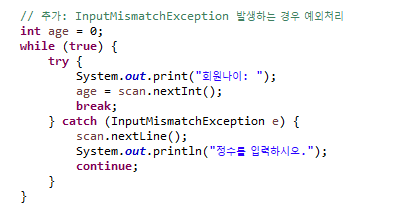 // 추가: InputMismatchException 발생하는 경우 예외처리
int age = 0;
while (true) {
    try {
        System.out.print("회원나이: ");
        age = scan.nextInt();
        break;
    } catch (InputMismatchException e) {
        scan.nextLine();
        System.out.println("정수를 입력하시오.");
        continue;
    }
}